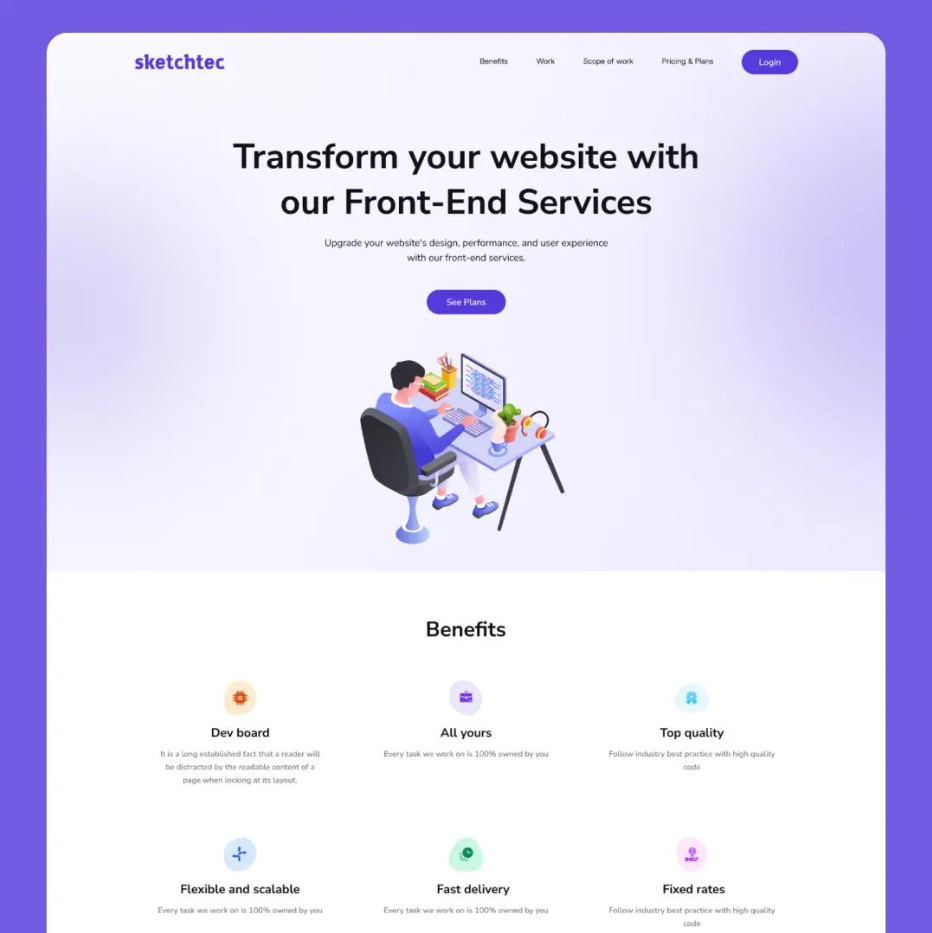 sketchtec
Benefits
Work
Scope of work
Pricing & Plans
Login
Transform your website with
our Front-End Services
Upgrade your website's design, performance, and user experience
with our front-end services.
See Plans
Benefits
Dev board
It is a long established fact that a reader will
be distracted by the readable content of a
page when looking at its layout.
All yours
Every task we work on is 100% owned by you
Top quality
Follow industry best practice with high quality
code
Flexible and scalable
Every task we work on is 100% owned by you
Fast delivery
Every task we work on is 100% owned by you
Fixed rates
Follow industry best practice with high quality
code